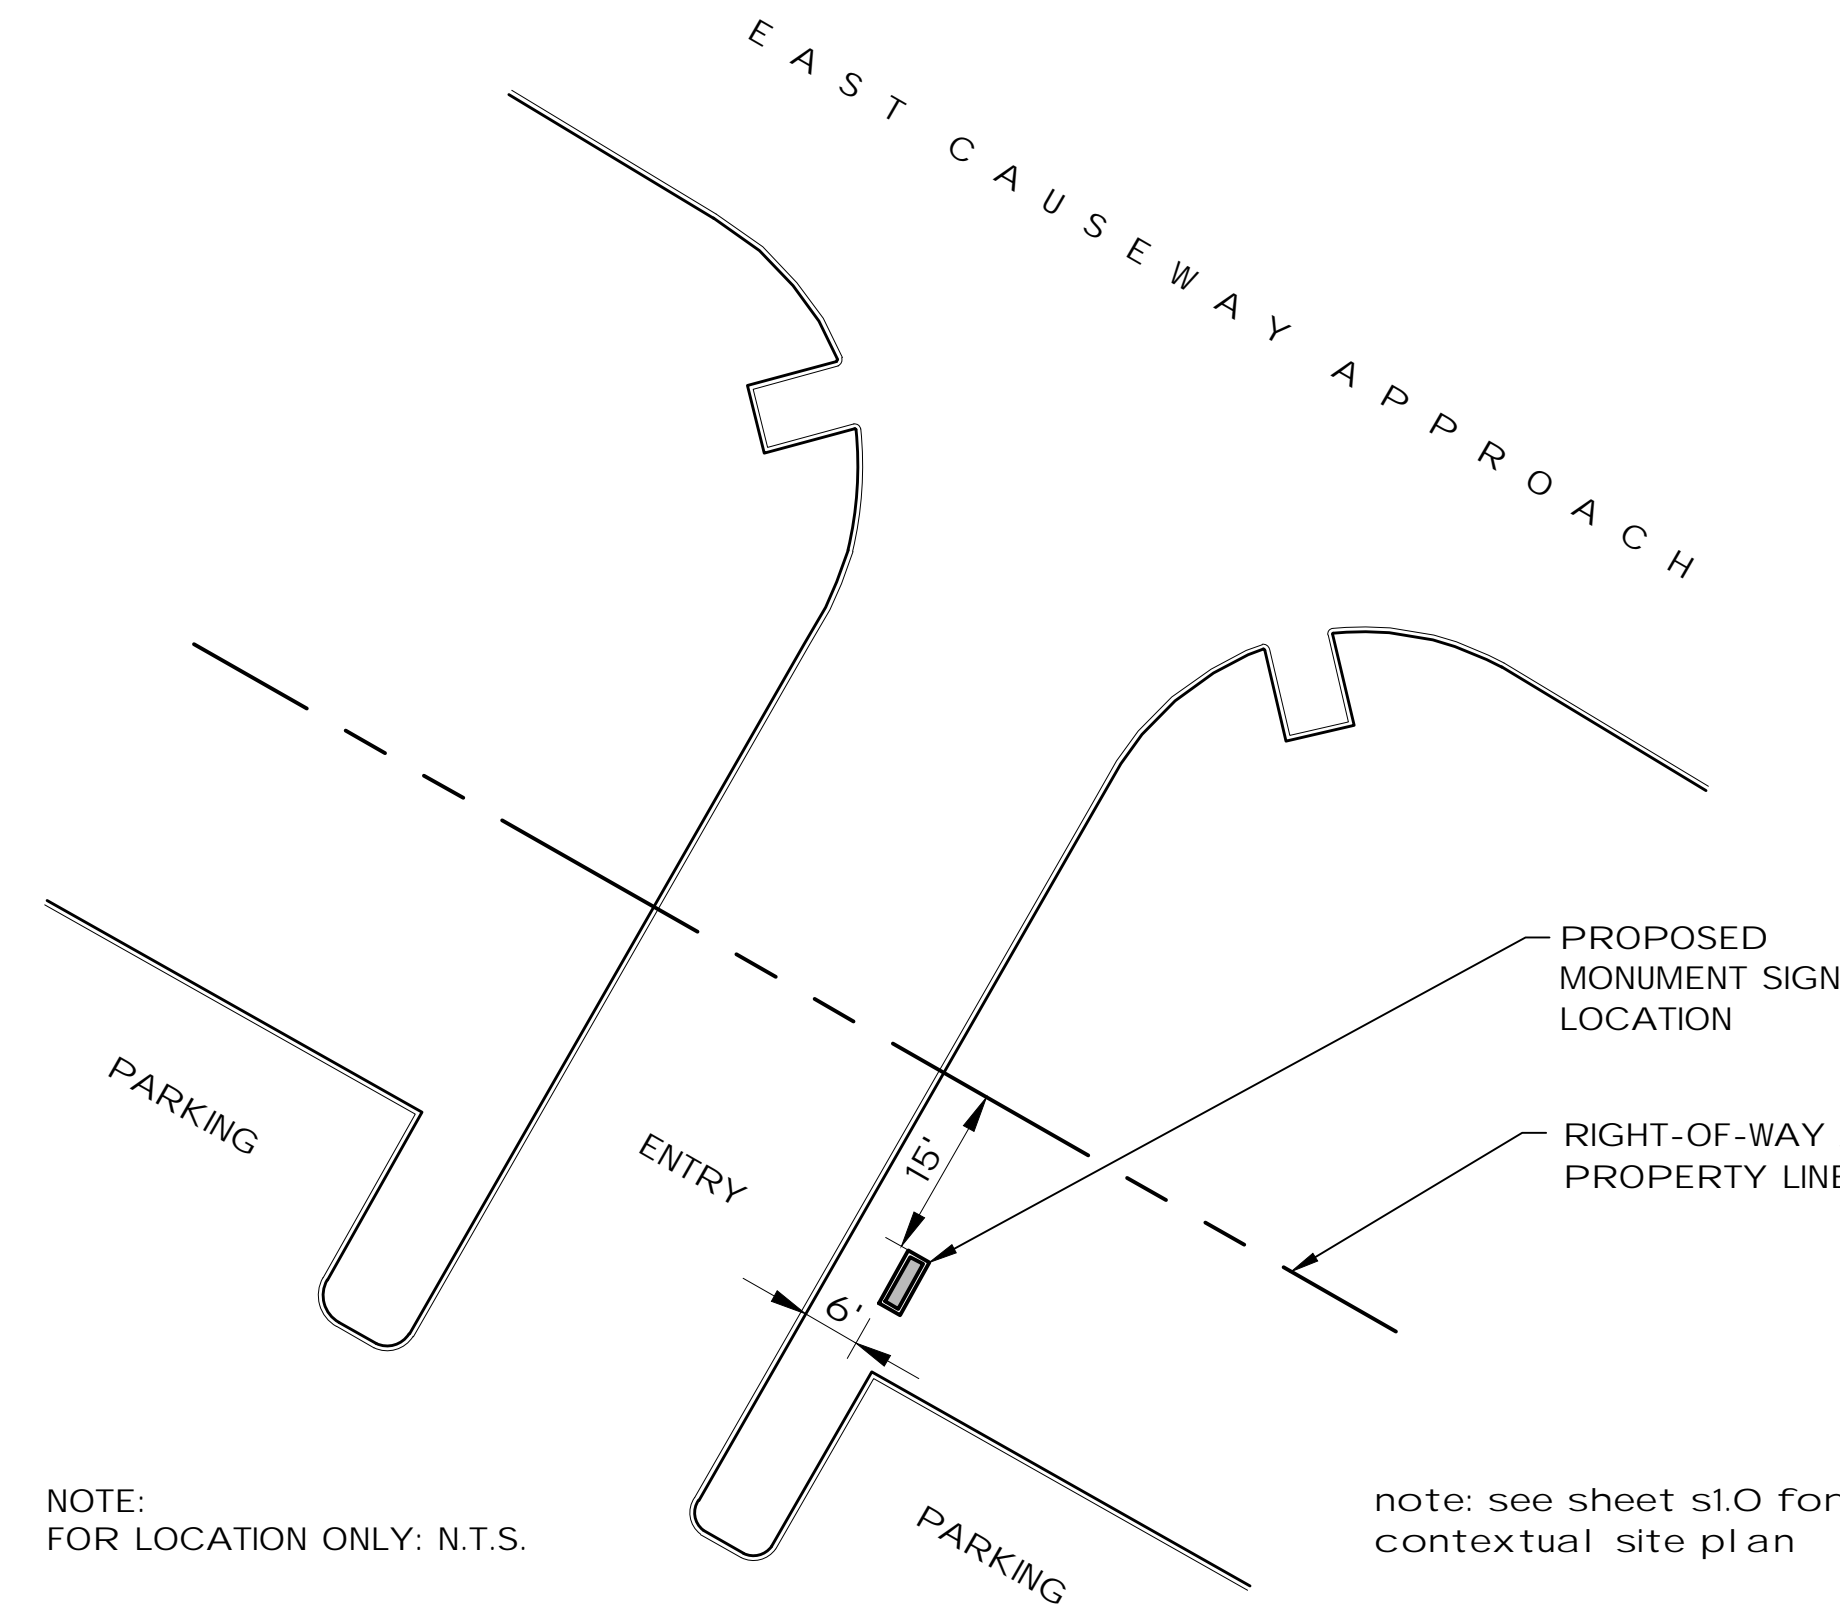 EAST CAUSEWAY APPROACH
PROPOSED
MONUMENT SIGN
LOCATION
RIGHT-OF-WAY
PROPERTY LINE
PARKING
ENTRY
15'
6'
PARKING
NOTE:
FOR LOCATION ONLY: N.T.S.
note: see sheet s1.0 for
contextual site plan